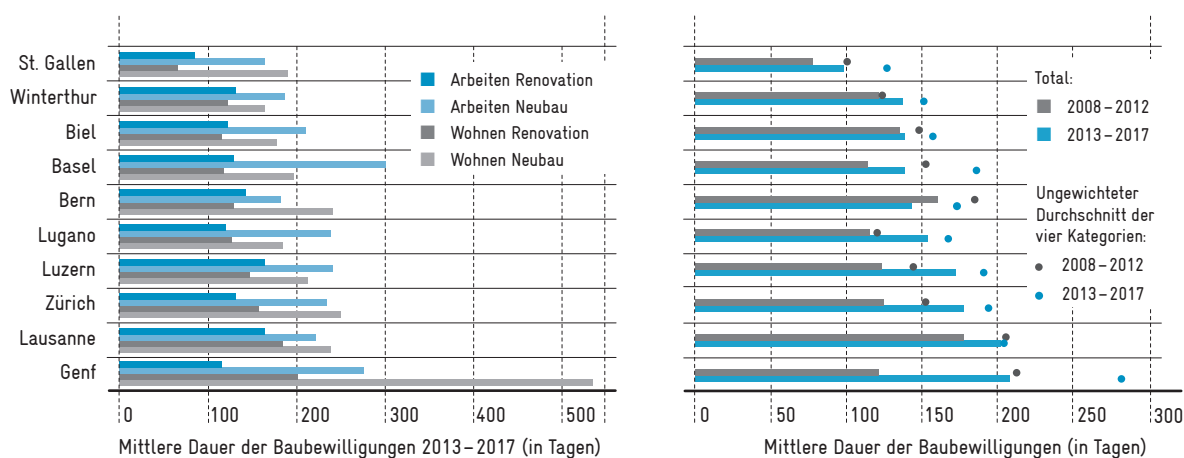 St. Gallen
Winterthur
Biel
Basel
Bern
Lugano
Luzern
Zürich
Lausanne
Genf
Arbeiten Renovation
Arbeiten Neubau
Wohnen Renovation
Wohnen Neubau
0 100 200 300 400 500
Mittlere Dauer der Baubewilligungen 2013–2017 (in Tagen)
Total:
2008–2012
2013–2017
Ungewichteter
Durchschnitt der
vier Kategorien:
2008–2012
2013–2017
0 50 100 150 200 250 300
Mittlere Dauer der Baubewilligungen (in Tagen)